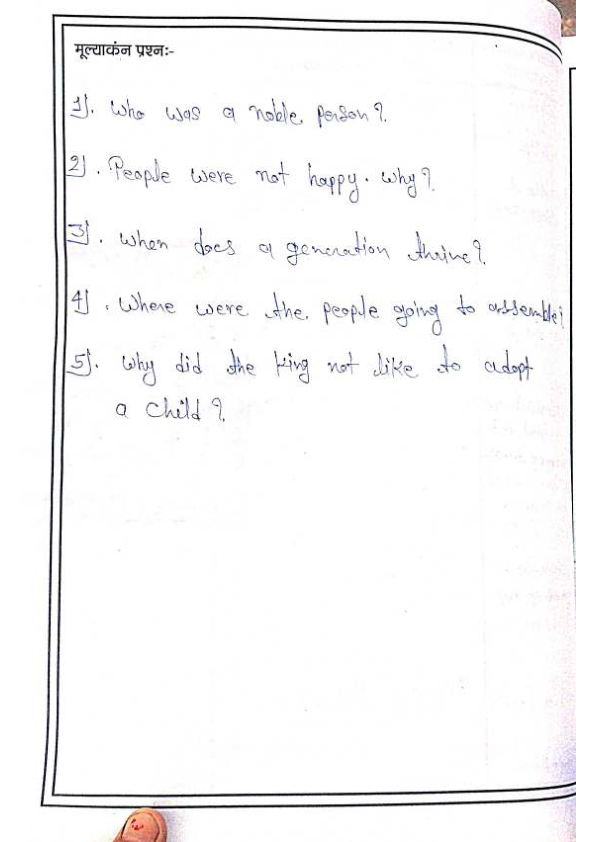 मूल्याकंन प्रश्नः-
1). Who was a noble person?
2). People were not happy. Why?
3). When does a generation thrive?
4). Where were the people going to assemble?
5). Why did the king not like to adopt
a child?